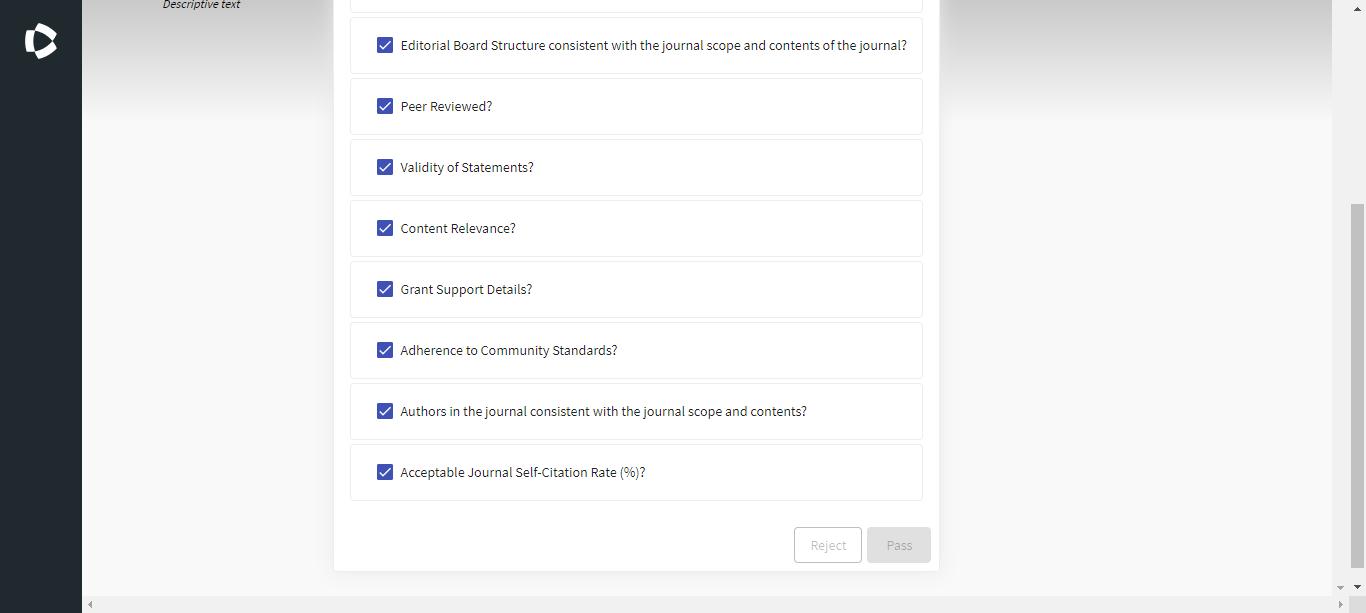 Descriptive text
Editorial Board Structure consistent with the journal scope and contents of the journal?
Peer Reviewed?
Validity of Statements?
Content Relevance?
Grant Support Details?
Adherence to Community Standards?
Authors in the journal consistent with the journal scope and contents?
Acceptable Journal Self-Citation Rate (%)?
Reject Pass